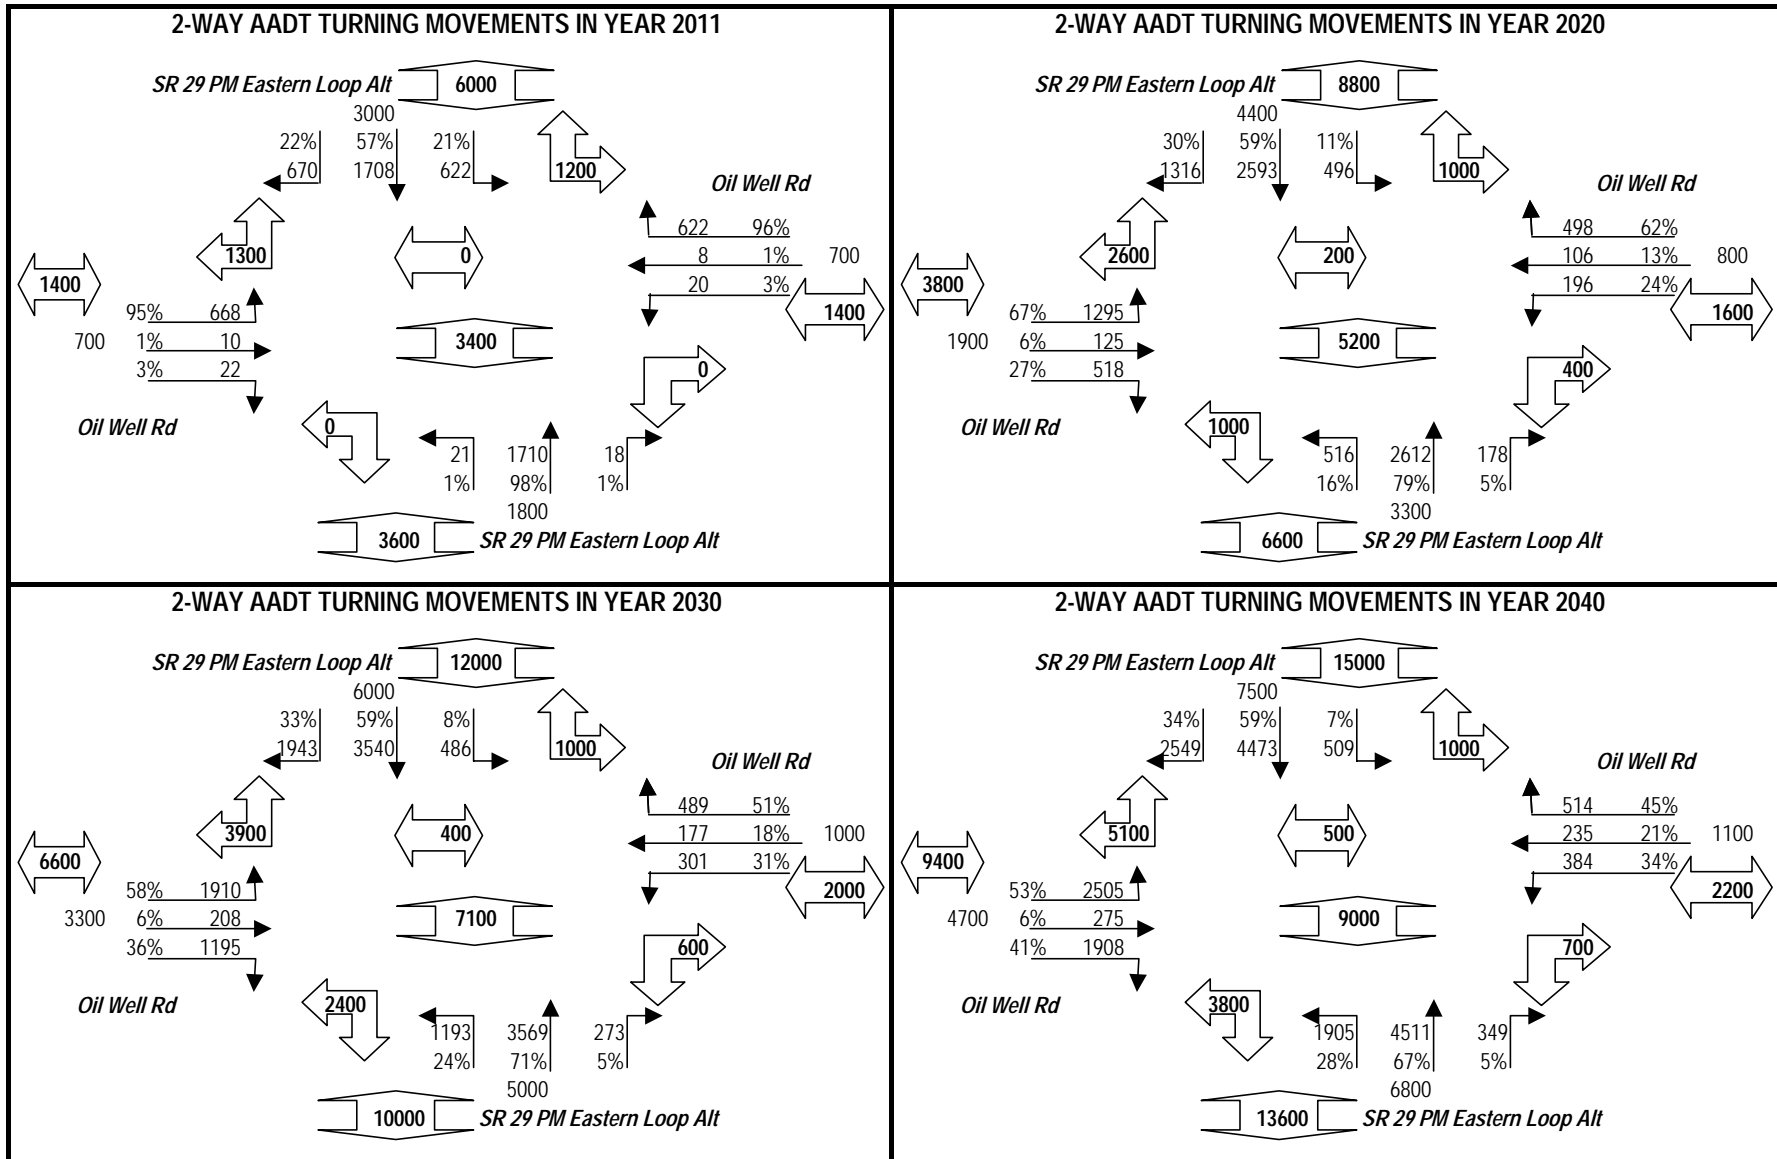 2-WAY AADT TURNING MOVEMENTS IN YEAR 2011
SR 29 PM Eastern Loop Alt 6000
3000
22% 57% 21%
670 1708 622 1200
Oil Well Rd
622 96%
1300 0 8 1% 700
1400 20 3%
95% 668 1400
700 1% 10 3400
3% 22 0
Oil Well Rd 0
21 1710 18
1% 98% 1%
1800
3600 SR 29 PM Eastern Loop Alt
2-WAY AADT TURNING MOVEMENTS IN YEAR 2020
SR 29 PM Eastern Loop Alt 8800
4400
30% 59% 11%
1316 2593 496 1000
Oil Well Rd
498 62%
2600 200 106 13% 800
3800 196 24%
67% 1295 1600
1900 6% 125 5200
27% 518 400
Oil Well Rd 1000
516 2612 178
16% 79% 5%
3300
6600 SR 29 PM Eastern Loop Alt
2-WAY AADT TURNING MOVEMENTS IN YEAR 2030
SR 29 PM Eastern Loop Alt 12000
6000
33% 59% 8%
1943 3540 486 1000
Oil Well Rd
489 51%
3900 400 177 18% 1000
6600 301 31%
58% 1910 2000
3300 6% 208 7100
36% 1195 600
Oil Well Rd 2400
1193 3569 273
24% 71% 5%
5000
10000 SR 29 PM Eastern Loop Alt
2-WAY AADT TURNING MOVEMENTS IN YEAR 2040
SR 29 PM Eastern Loop Alt 15000
7500
34% 59% 7%
2549 4473 509 1000
Oil Well Rd
514 45%
5100 500 235 21% 1100
9400 384 34%
53% 2505 2200
4700 6% 275 9000
41% 1908 700
Oil Well Rd 3800
1905 4511 349
28% 67% 5%
6800
13600 SR 29 PM Eastern Loop Alt